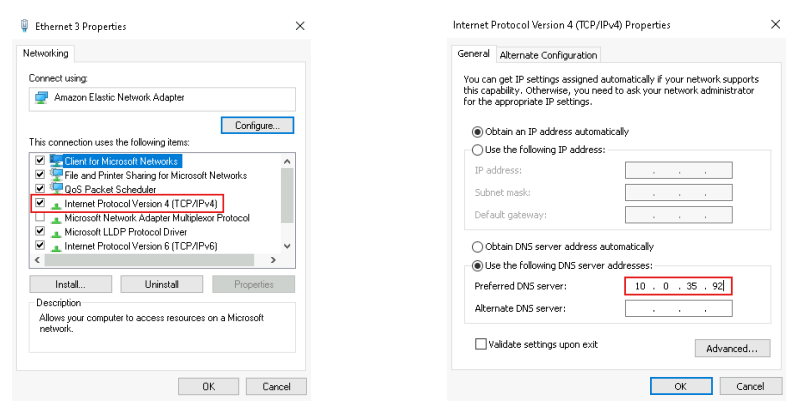 Ethernet 3 Properties
Networking
Connect using:
Amazon Elastic Network Adapter
Configure...
This connection uses the following items:
Client for Microsoft Networks
File and Printer Sharing for Microsoft Networks
QoS Packet Scheduler
Internet Protocol Version 4 (TCP/IPv4)
Microsoft Network Adapter Multiplexor Protocol
Microsoft LLDP Protocol Driver
Internet Protocol Version 6 (TCP/IPv6)
Install...
Uninstall
Properties
Description
Allows your computer to access resources on a Microsoft
network.
OK
Cancel
Internet Protocol Version 4 (TCP/IPv4) Properties
General
Alternate Configuration
You can get IP settings assigned automatically if your network supports
this capability. Otherwise, you need to ask your network administrator
for the appropriate IP settings.
Obtain an IP address automatically
Use the following IP address:
IP address:
. . .
Subnet mask:
. . .
Default gateway:
. . .
Obtain DNS server address automatically
Use the following DNS server addresses:
Preferred DNS server:
10 . 0 . 35 . 92
Alternate DNS server:
. . .
Validate settings upon exit
Advanced...
OK
Cancel